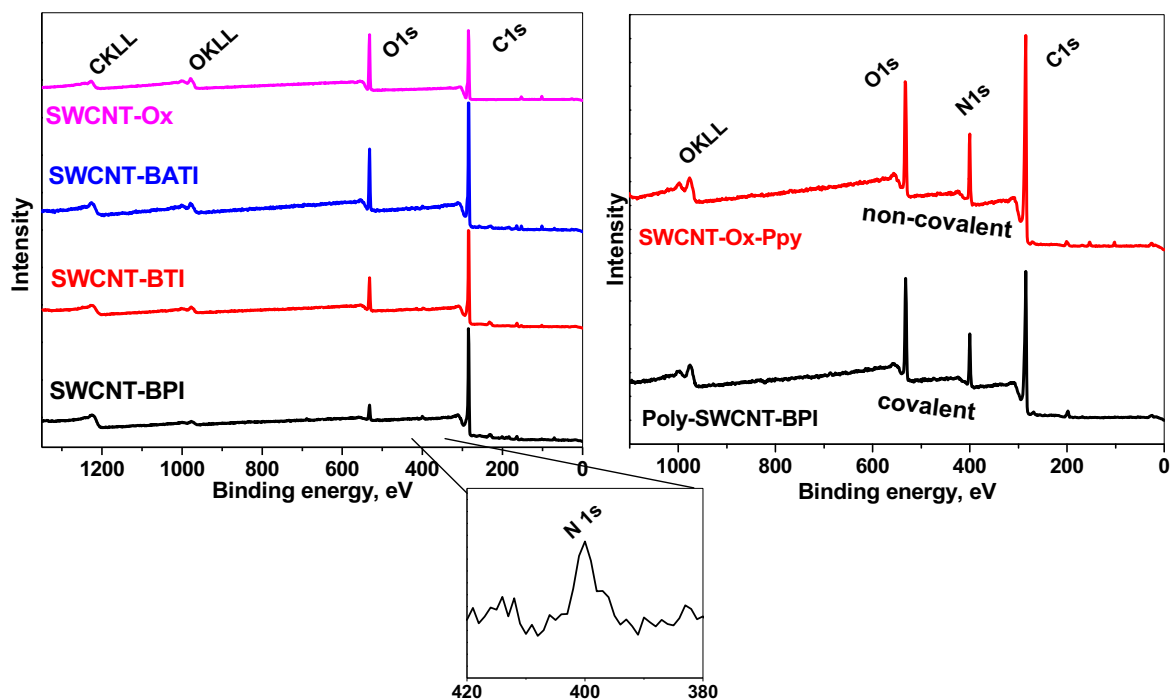 CKLL
OKLL
O1s
C1s
SWCNT-Ox
SWCNT-BATI
SWCNT-BTI
SWCNT-BPI
Intensity
1200 1000 800 600 400 200 0
Binding energy, eV
OKLL
O1s
N1s
C1s
non-covalent
SWCNT-Ox-Ppy
covalent
Poly-SWCNT-BPI
Intensity
1000 800 600 400 200 0
Binding energy, eV
N 1s
420 400 380